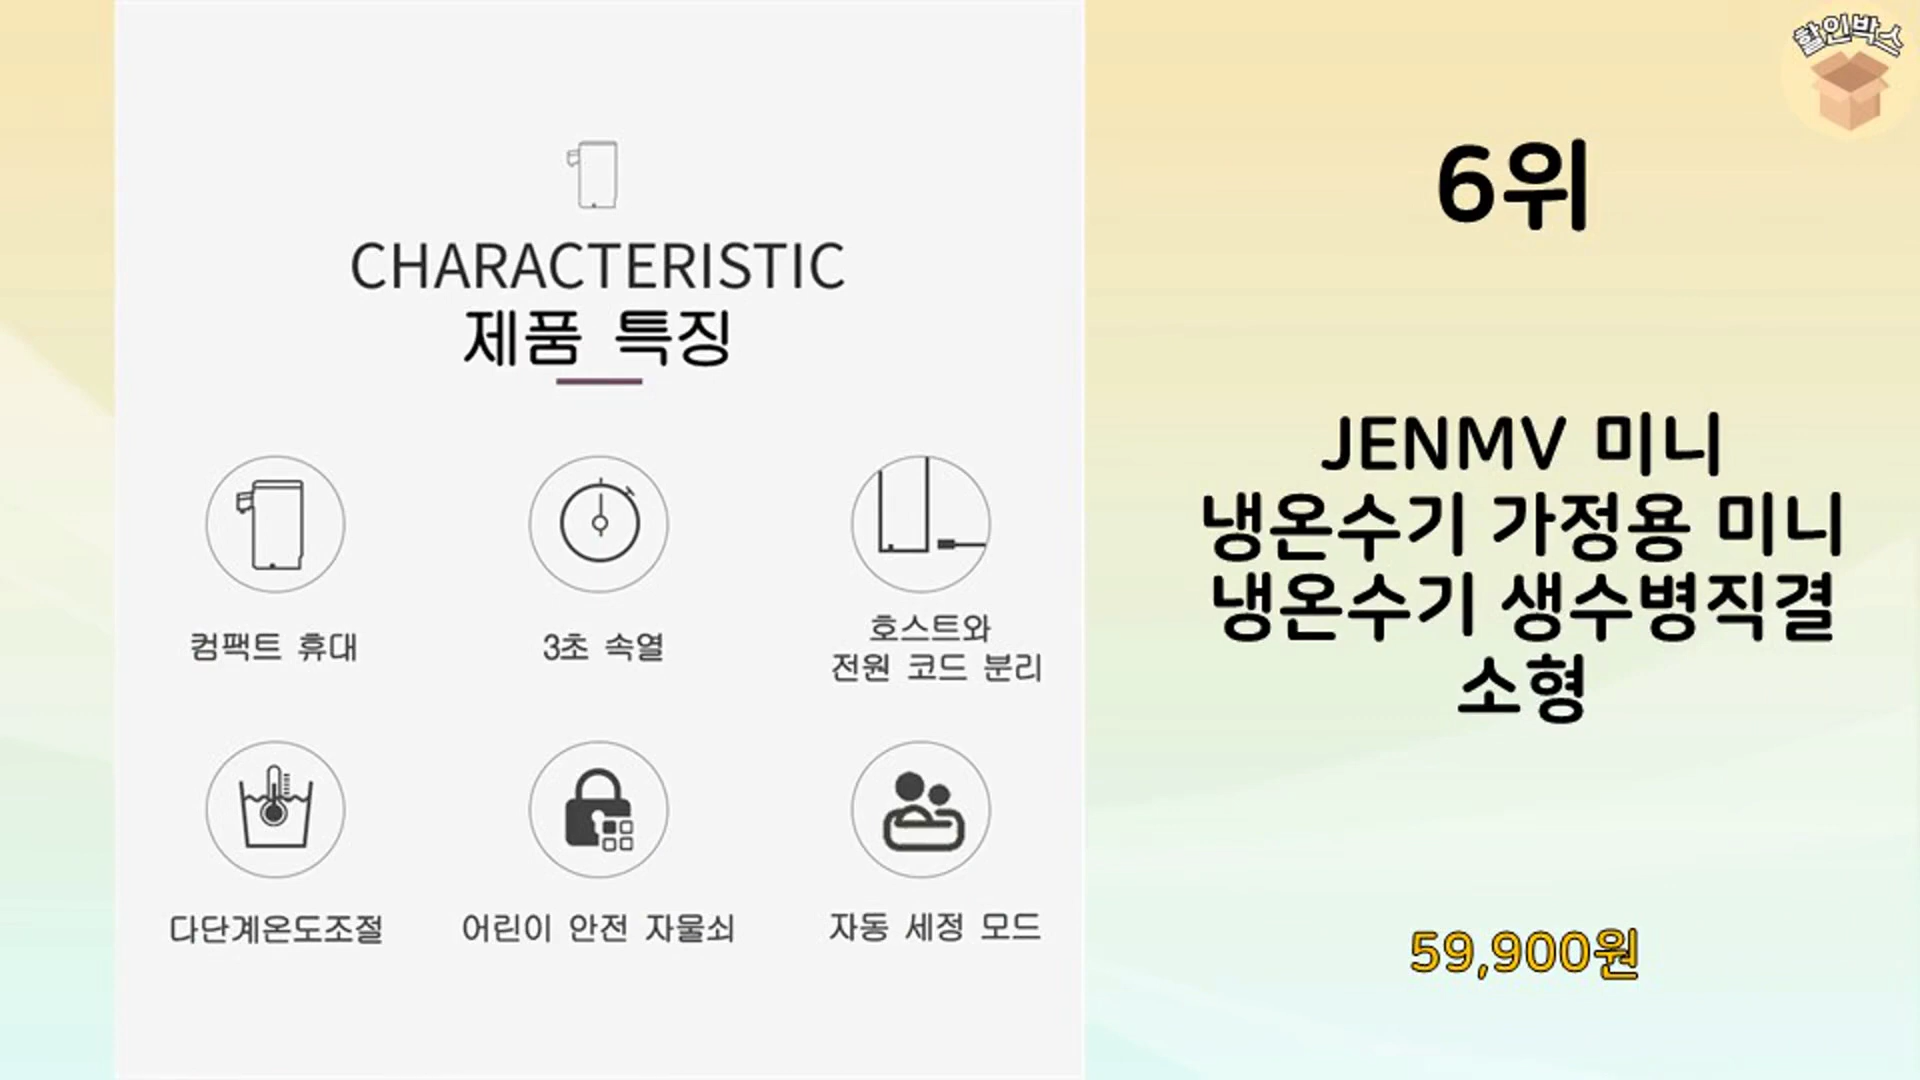 CHARACTERISTIC
제품 특징
컴팩트 휴대
3초 속열
호스트와
전원 코드 분리
다단계온도조절
어린이 안전 자물쇠
자동 세정 모드
할인박스
6위
JENMV 미니
냉온수기 가정용 미니
냉온수기 생수병직결
소형
59,900원